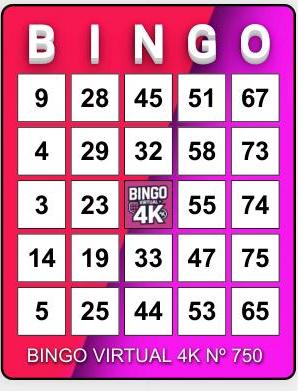 B I N G O
9 28 45 51 67
4 29 32 58 73
3 23 BINGO VIRTUAL 4K 55 74
14 19 33 47 75
5 25 44 53 65
BINGO VIRTUAL 4K Nº 750